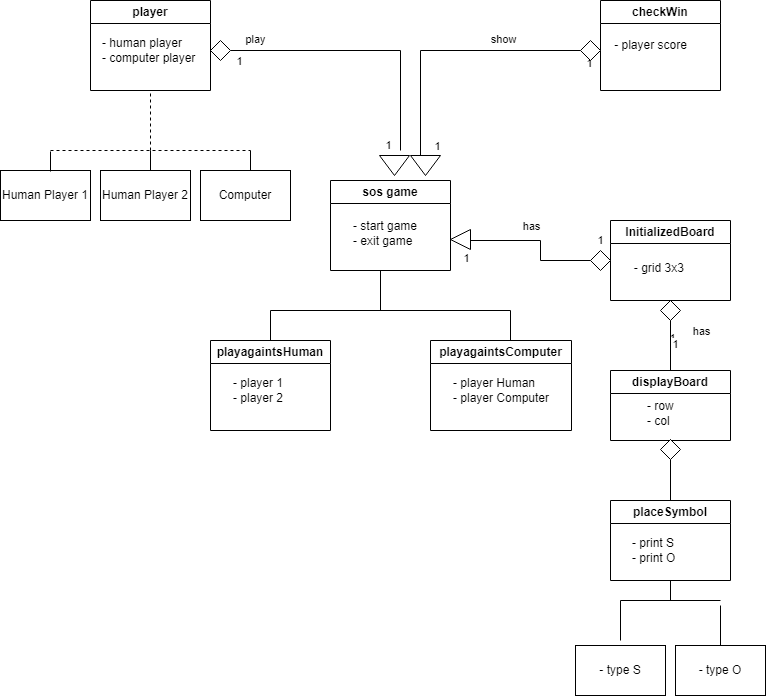 player
- human player
- computer player
play
1
show
1
checkWin
- player score
Human Player 1
Human Player 2
Computer
1
1
sos game
- start game
- exit game
has
1
1
InitializedBoard
- grid 3x3
playagaintsHuman
- player 1
- player 2
playagaintsComputer
- player Human
- player Computer
has
1
displayBoard
- row
- col
placeSymbol
- print S
- print O
- type S
- type O